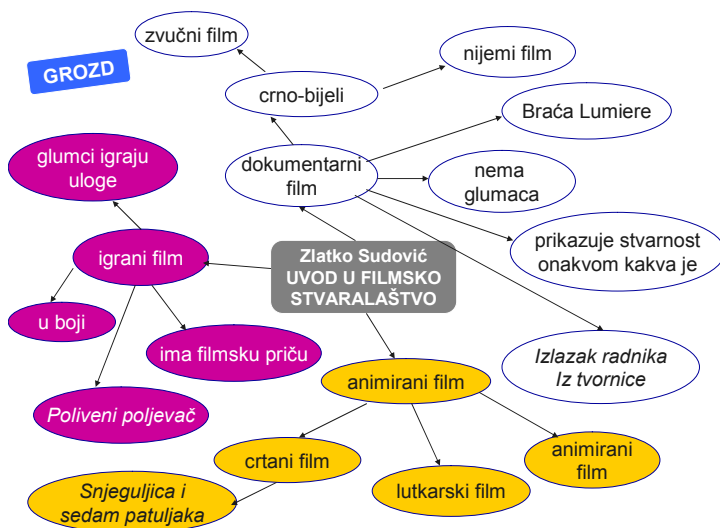 GROZD
zvučni film
nijemi film
crno-bijeli
Braća Lumiere
dokumentarni
film
nema
glumaca
prikazuje stvarnost
onakvom kakva je
Izlazak radnika
Iz tvornice
glumci igraju
uloge
igrani film
Zlatko Sudović
UVOD U FILMSKO
STVARALAŠTVO
u boji
ima filmsku priču
Poliveni poljevač
animirani film
crtani film
lutkarski film
animirani
film
Snjeguljica i
sedam patuljaka